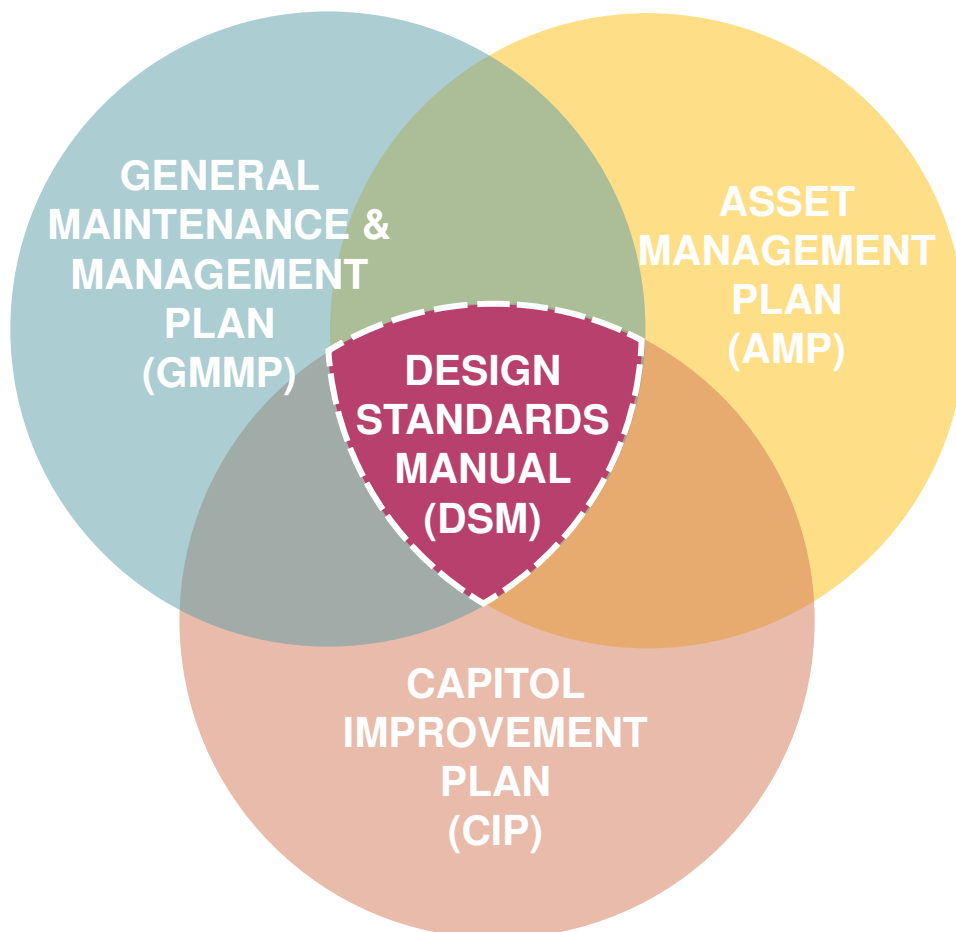 GENERAL
MAINTENANCE &
MANAGEMENT
PLAN
(GMMP)
ASSET
MANAGEMENT
PLAN
(AMP)
DESIGN
STANDARDS
MANUAL
(DSM)
CAPITOL
IMPROVEMENT
PLAN
(CIP)